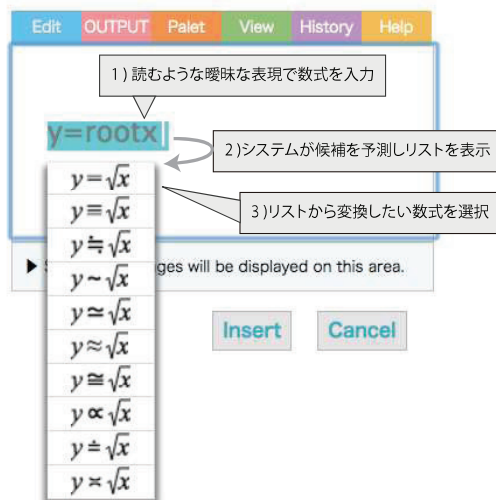 Edit OUTPUT Palet View History Help
1)読むような曖昧な表現で数式を入力
y=rootx
2)システムが候補を予測しリストを表示
y=√x
3)リストから変換したい数式を選択
y≡√x
y≒√x
y∼√x
y≃√x
y≈√x
y≅√x
y∝√x
y≐√x
y≍√x
▶ S ges will be displayed on this area.
Insert Cancel